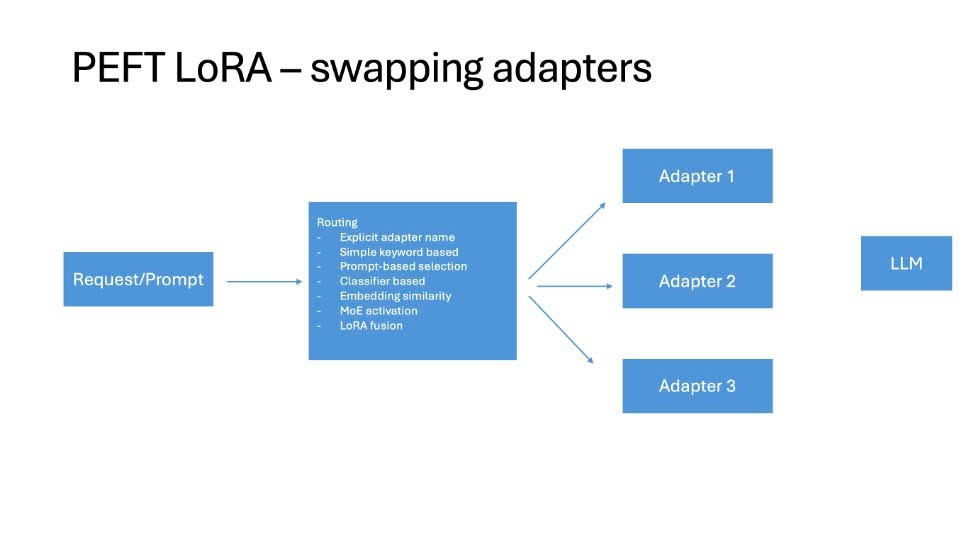 PEFT LoRA – swapping adapters
Request/Prompt
Routing
- Explicit adapter name
- Simple keyword based
- Prompt-based selection
- Classifier based
- Embedding similarity
- MoE activation
- LoRA fusion
Adapter 1
Adapter 2
Adapter 3
LLM